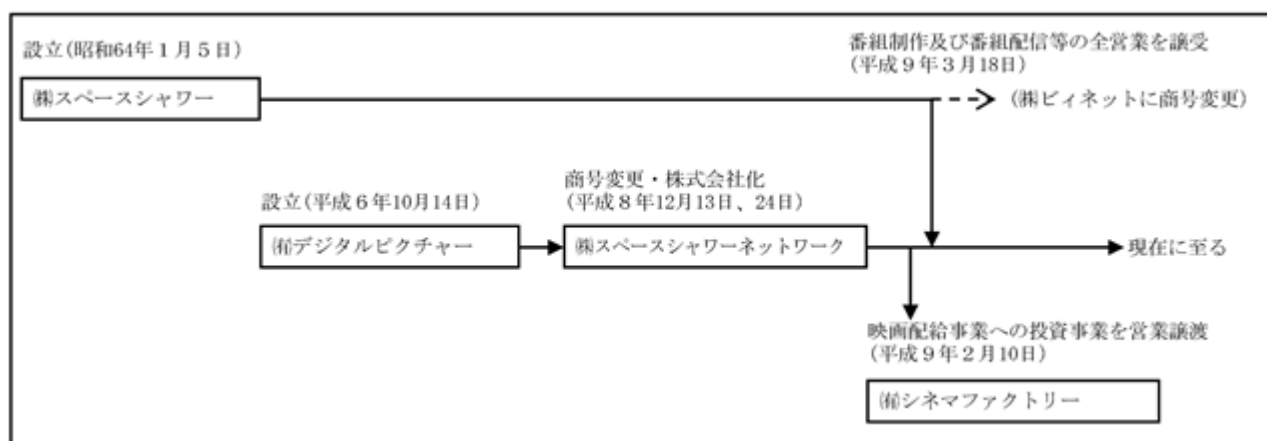 設立(昭和64年1月5日)
㈱スペースシャワー
番組制作及び番組配信等の全営業を譲受
(平成9年3月18日)
(㈱ビィネットに商号変更)
設立(平成6年10月14日)
㈲デジタルピクチャー
商号変更・株式会社化
(平成8年12月13日、24日)
㈱スペースシャワーネットワーク
現在に至る
映画配給事業への投資事業を営業譲渡
(平成9年2月10日)
㈲シネマファクトリー